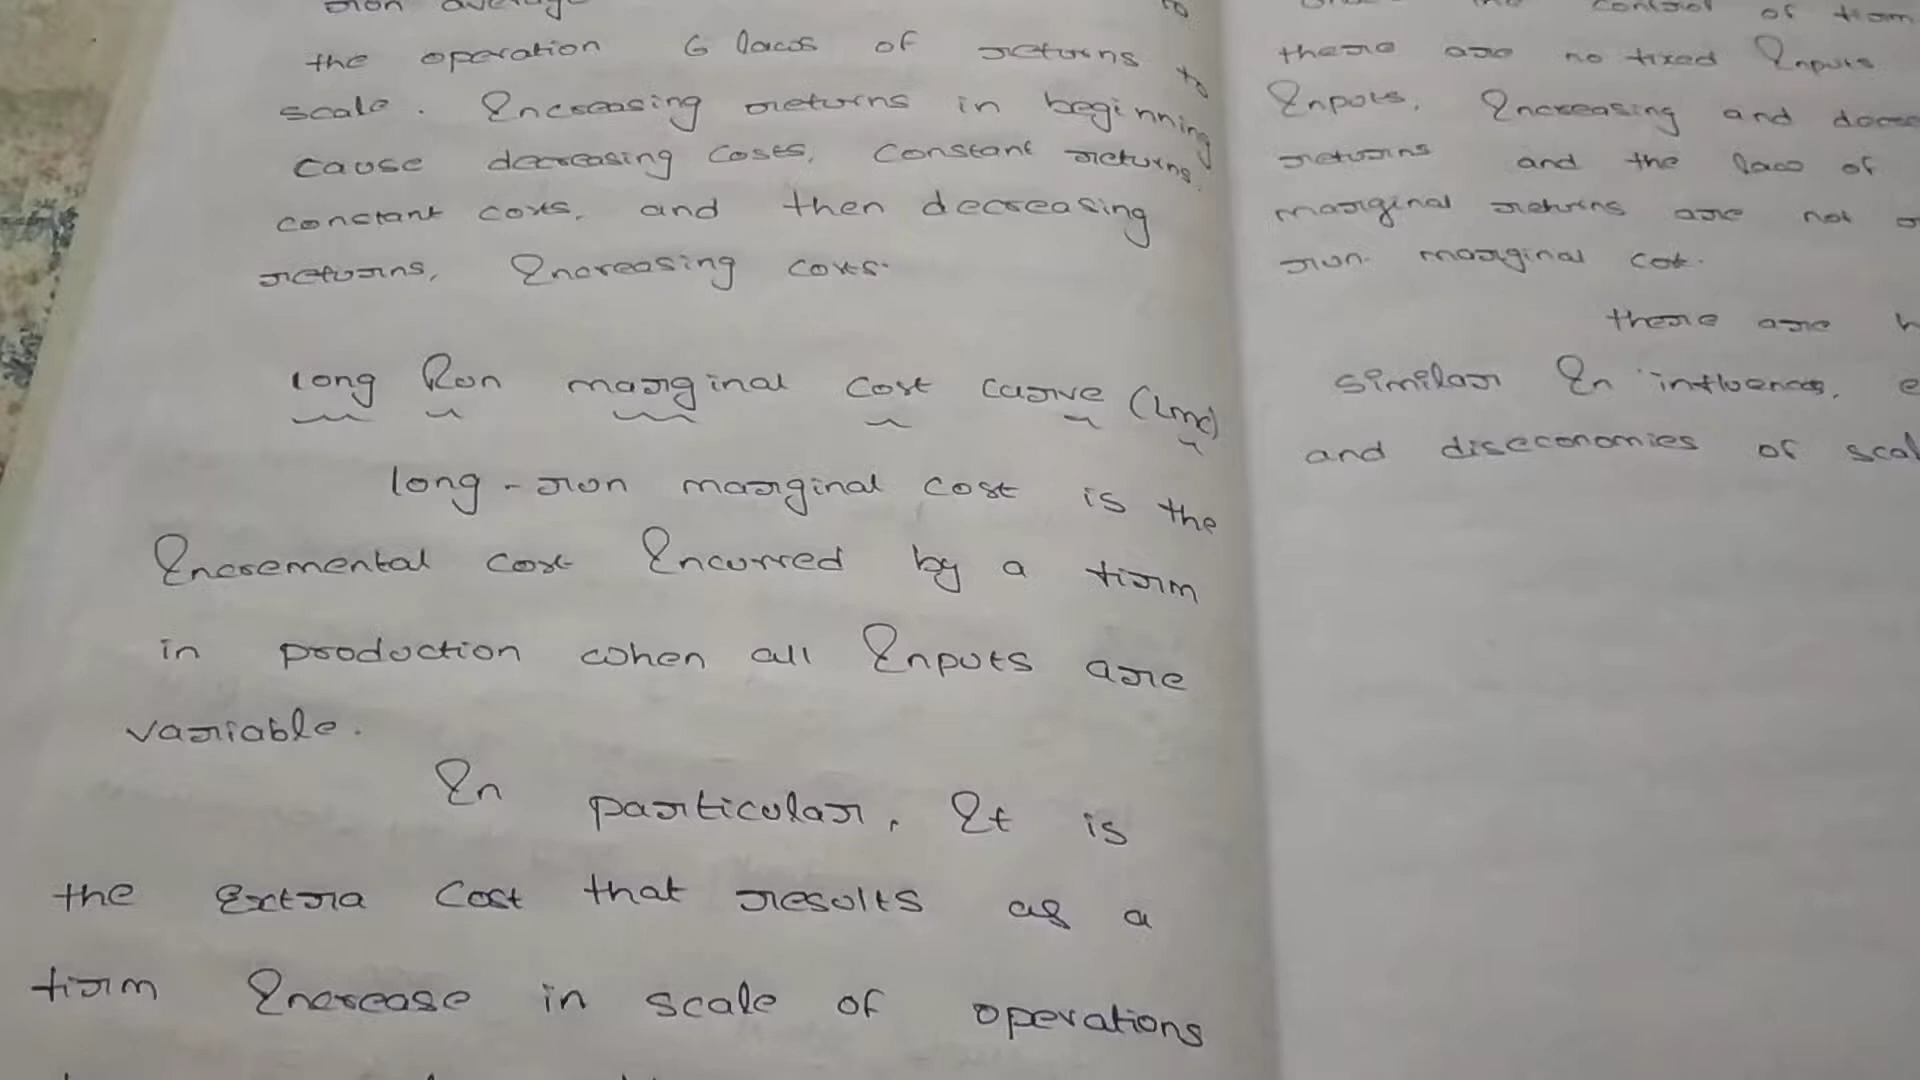 the operation 6 laws of returns to
scale. Increasing returns in beginning
cause decreasing costs, constant returns,
constant costs, and then decreasing
returns, Increasing costs.
long Run marginal cost curve (LMC)
long-run marginal cost is the
Incremental cost Incurred by a firm
in production when all Inputs are
variable.
In particular, It is
the Extra Cost that results as a
firm Increase in scale of operations
control of firm
there are no fixed Inputs
Inputs, Increasing and
returns and the law of
marginal returns are not
run marginal cost.
there are
similar In influences,
and diseconomies of